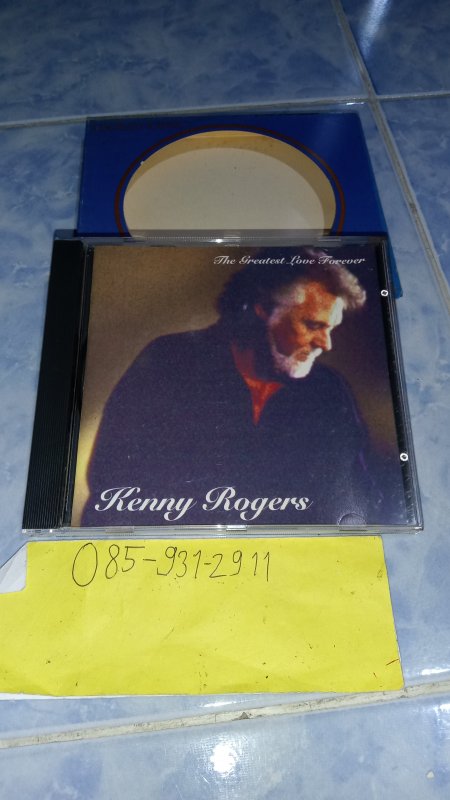 The Greatest Love Forever
Kenny Rogers
085-931-2911